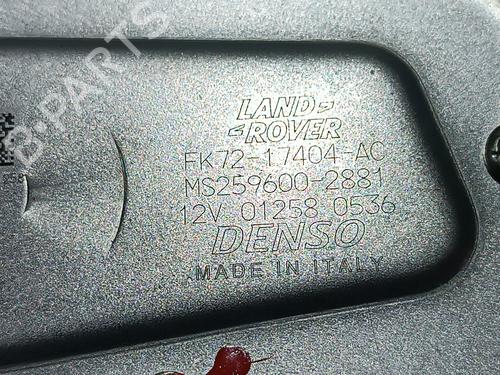 B-PARTS
LAND-
-ROVER
FK72-17404-AC
MS259600-2881
12V 01258 0536
DENSO
MADE IN ITALY